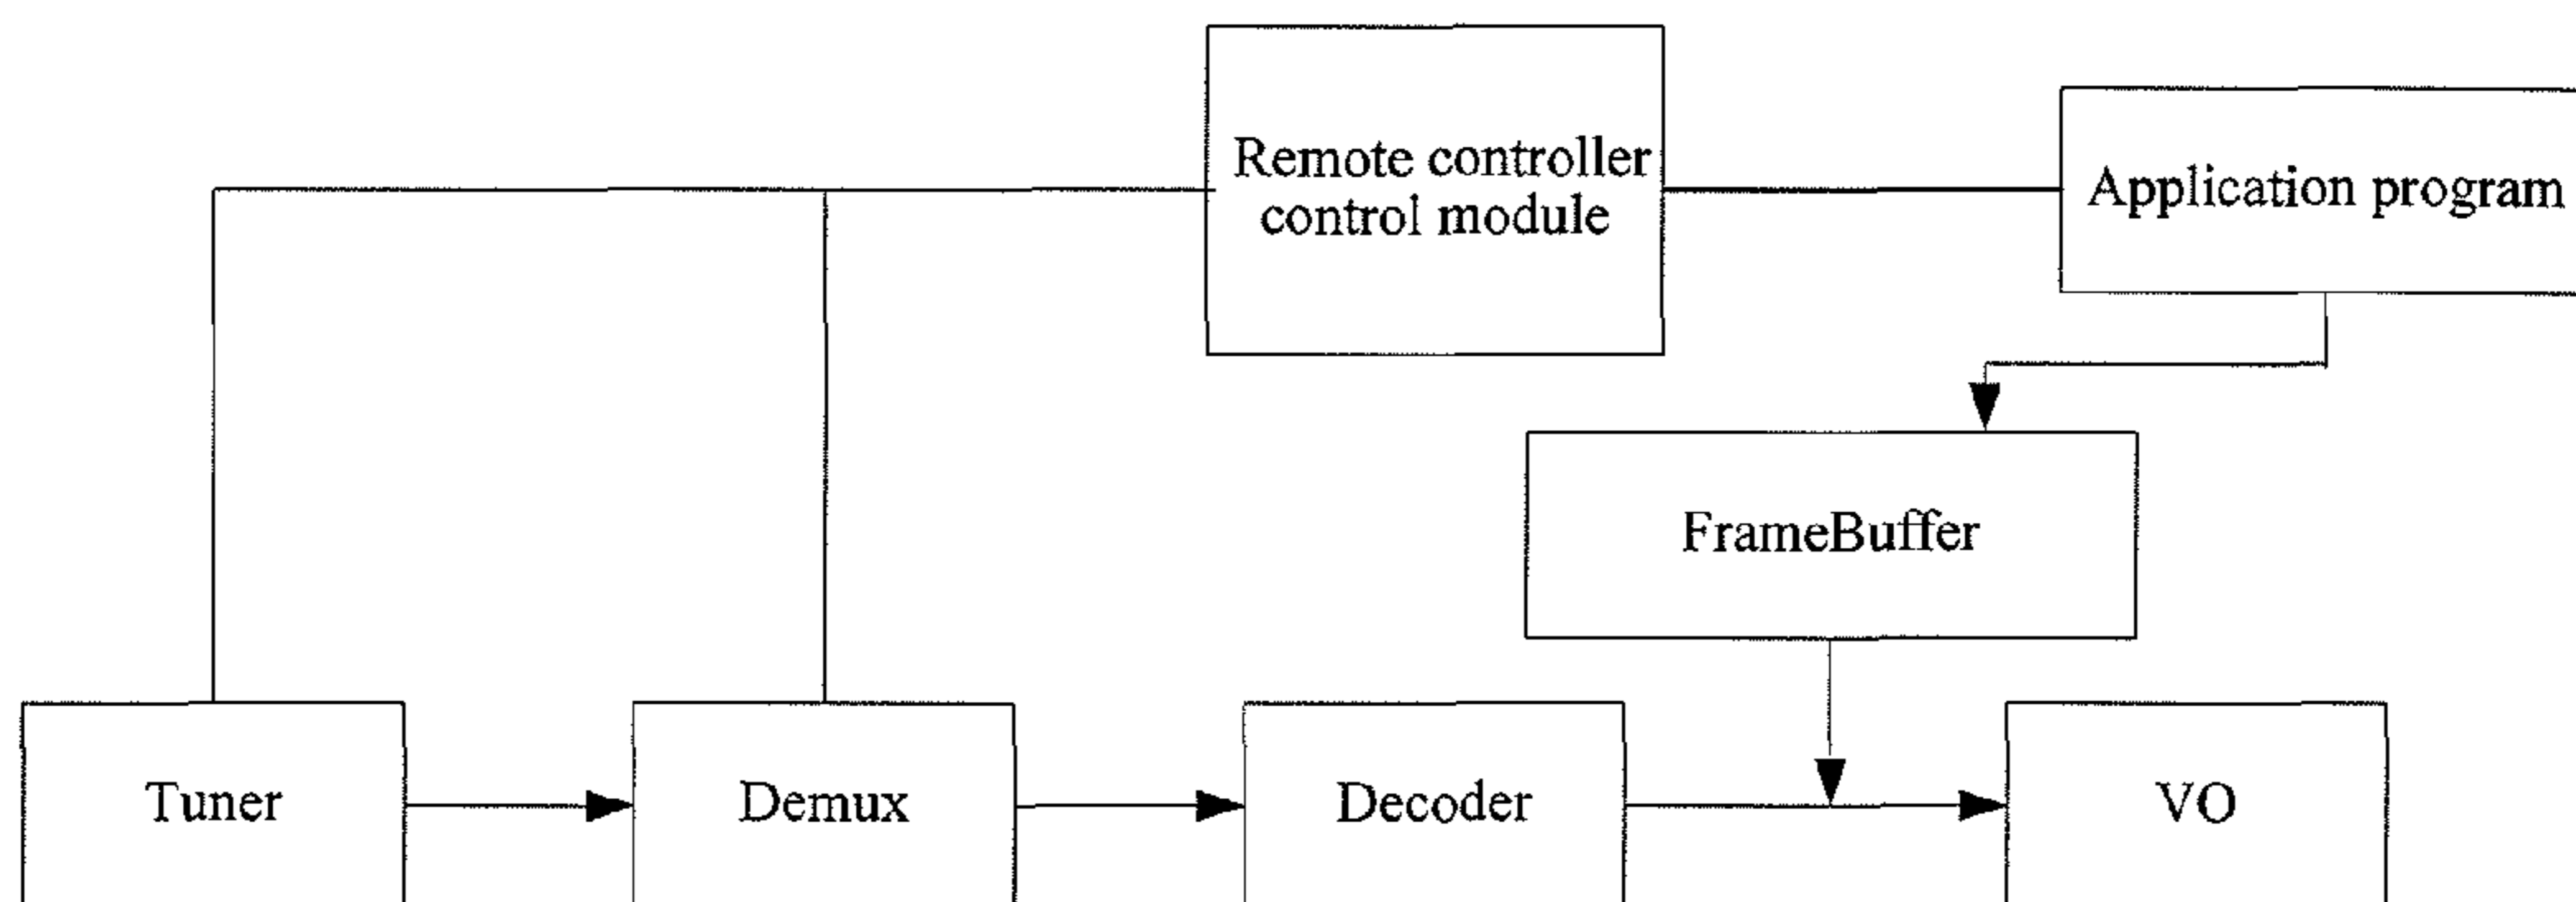 Remote controller
control module
Application program
FrameBuffer
Tuner
Demux
Decoder
VO